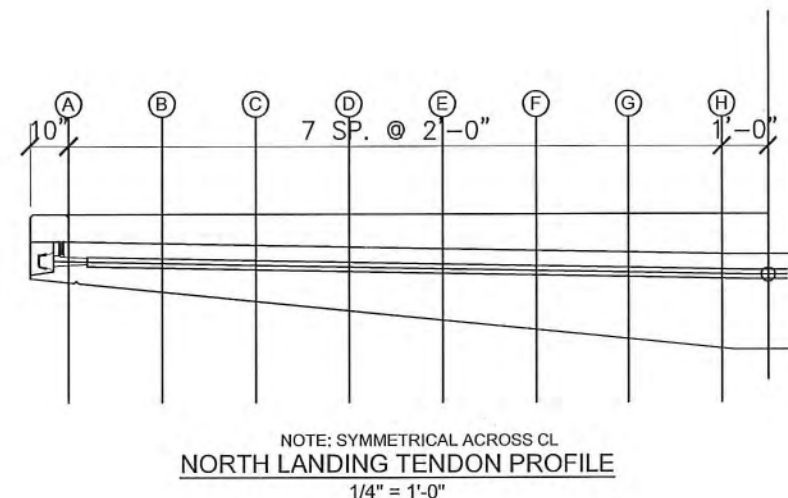 A B C D E F G H
10" 7 SP. @ 2'-0" 1'-0"
NOTE: SYMMETRICAL ACROSS CL
NORTH LANDING TENDON PROFILE
1/4" = 1'-0"